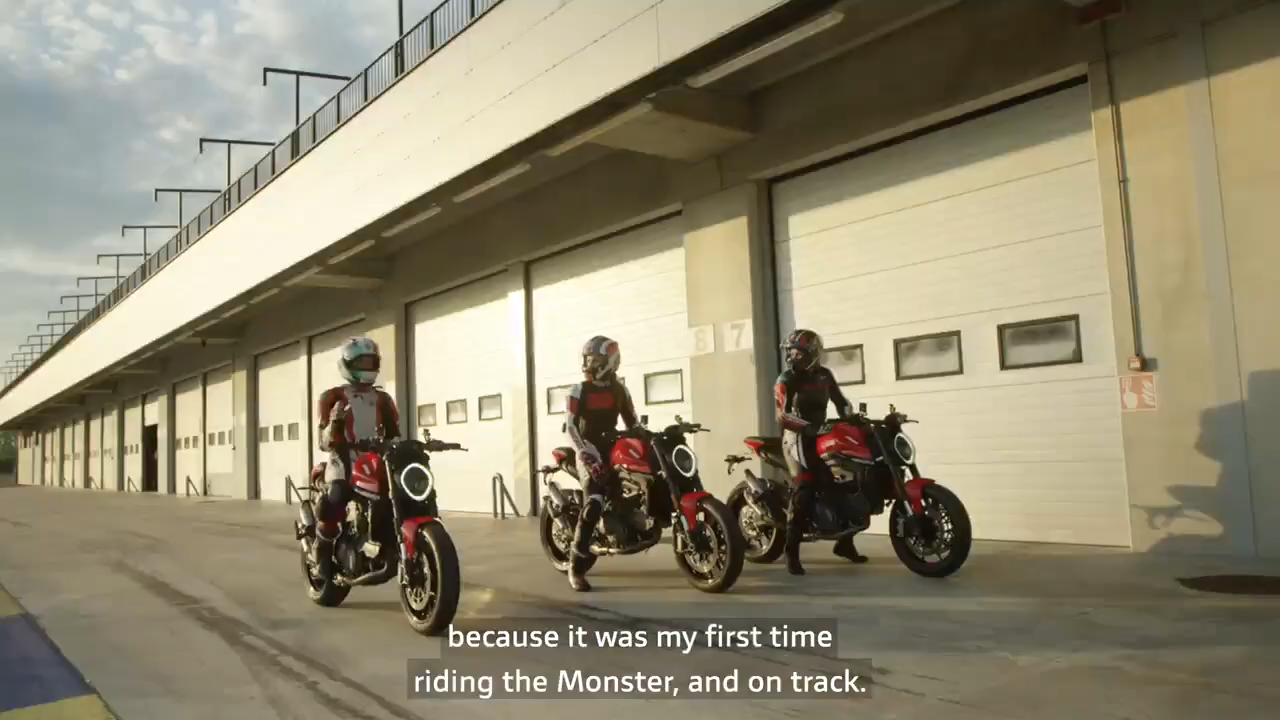 8 7
because it was my first time
riding the Monster, and on track.